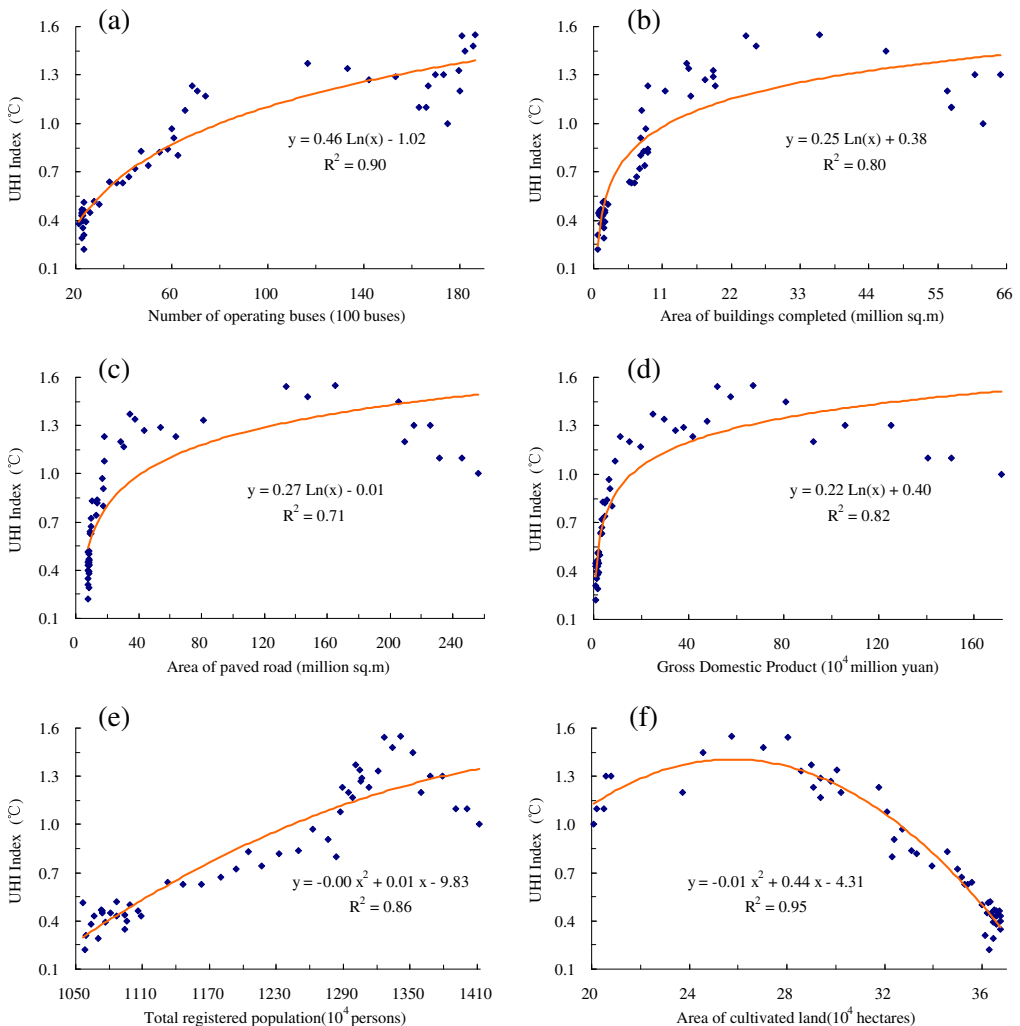 (a)
UHI Index (℃)
1.6
1.3
1.0
0.7
0.4
0.1
y = 0.46 Ln(x) - 1.02
R² = 0.90
20 60 100 140 180
Number of operating buses (100 buses)
(b)
UHI Index (℃)
1.6
1.3
1.0
0.7
0.4
0.1
y = 0.25 Ln(x) + 0.38
R² = 0.80
0 11 22 33 44 55 66
Area of buildings completed (million sq.m)
(c)
UHI Index (℃)
1.6
1.3
1.0
0.7
0.4
0.1
y = 0.27 Ln(x) - 0.01
R² = 0.71
0 40 80 120 160 200 240
Area of paved road (million sq.m)
(d)
UHI Index (℃)
1.6
1.3
1.0
0.7
0.4
0.1
y = 0.22 Ln(x) + 0.40
R² = 0.82
0 40 80 120 160
Gross Domestic Product (10⁴ million yuan)
(e)
UHI Index (℃)
1.6
1.3
1.0
0.7
0.4
0.1
y = -0.00 x² + 0.01 x - 9.83
R² = 0.86
1050 1110 1170 1230 1290 1350 1410
Total registered population(10⁴ persons)
(f)
UHI Index (℃)
1.6
1.3
1.0
0.7
0.4
0.1
y = -0.01 x² + 0.44 x - 4.31
R² = 0.95
20 24 28 32 36
Area of cultivated land(10⁴ hectares)